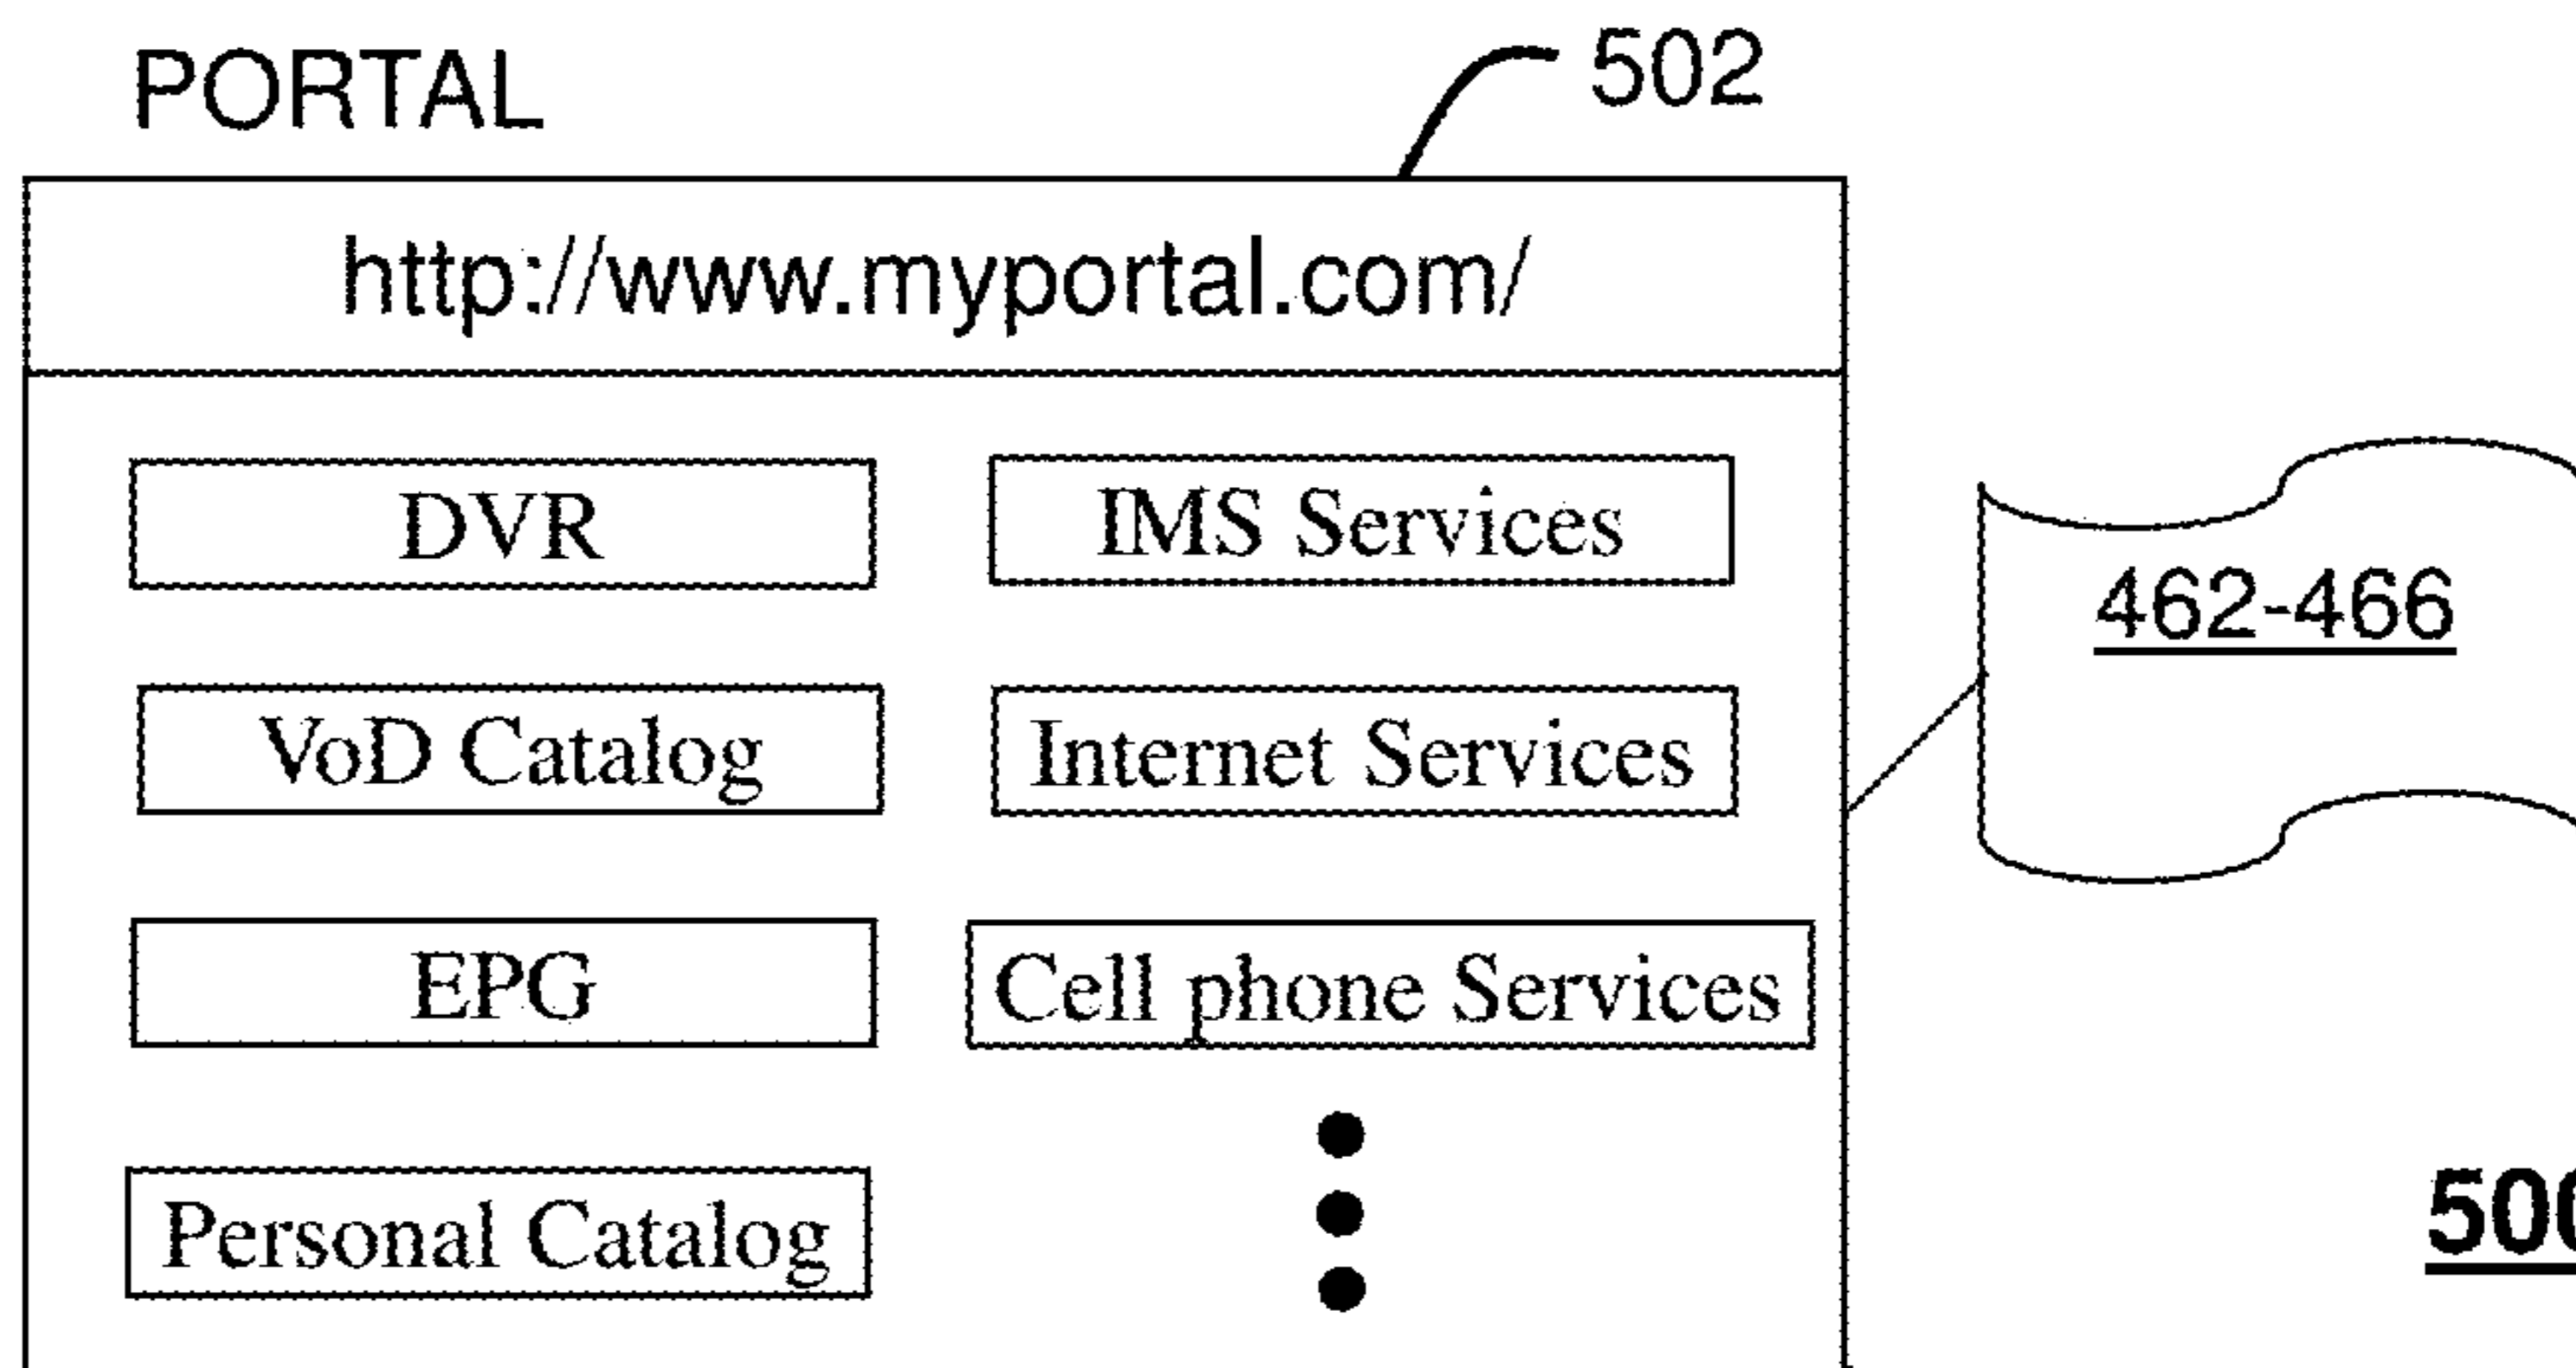 PORTAL
502
http://www.myportal.com/
DVR
IMS Services
462-466
VoD Catalog
Internet Services
EPG
Cell phone Services
Personal Catalog